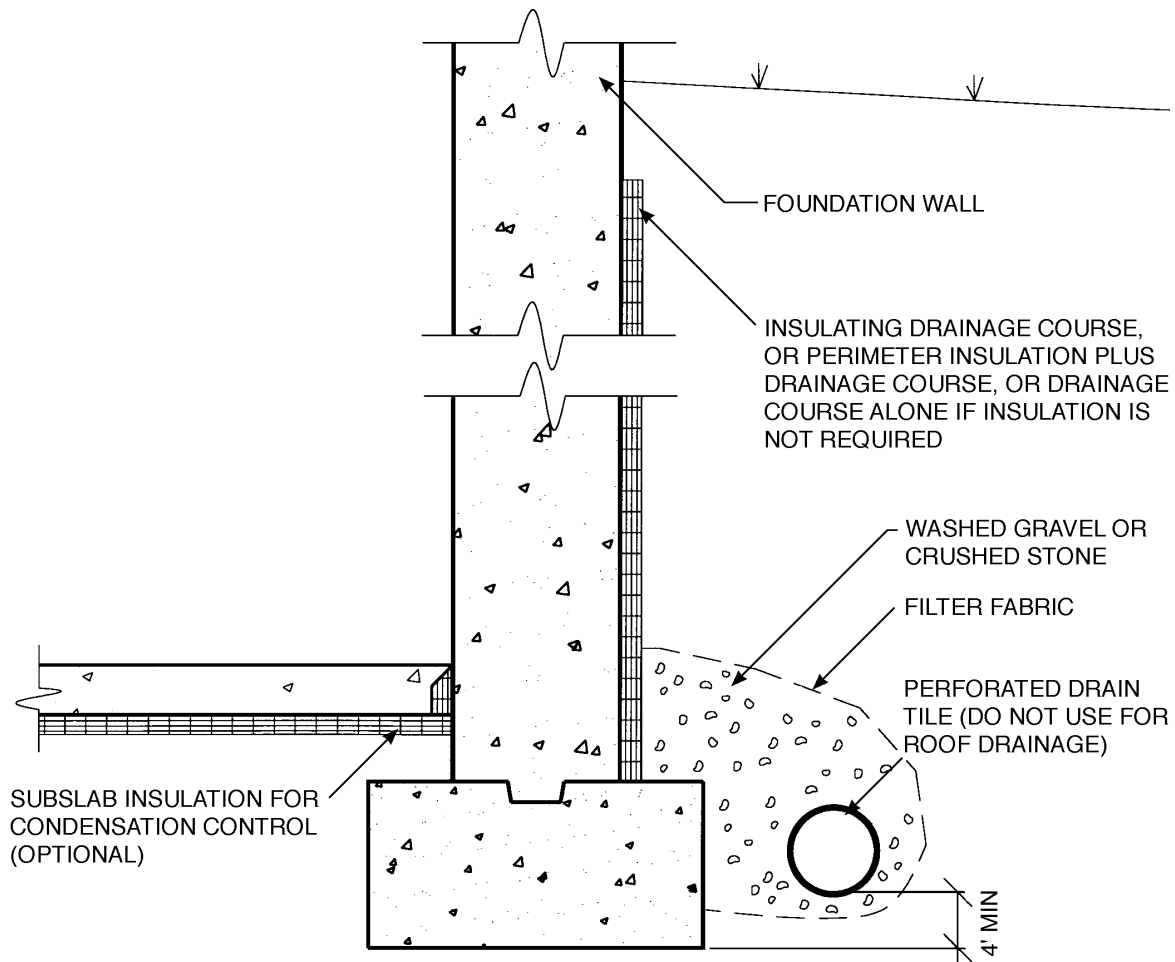 FOUNDATION WALL
INSULATING DRAINAGE COURSE,
OR PERIMETER INSULATION PLUS
DRAINAGE COURSE, OR DRAINAGE
COURSE ALONE IF INSULATION IS
NOT REQUIRED
WASHED GRAVEL OR
CRUSHED STONE
FILTER FABRIC
PERFORATED DRAIN
TILE (DO NOT USE FOR
ROOF DRAINAGE)
SUBSLAB INSULATION FOR
CONDENSATION CONTROL
(OPTIONAL)
4' MIN